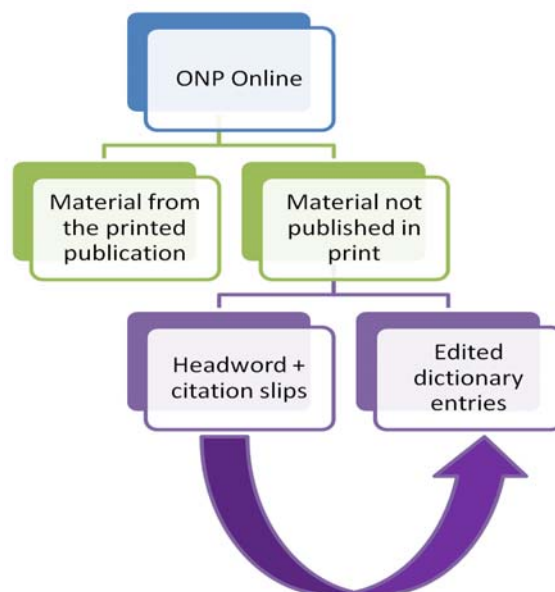 ONP Online
Material from
the printed
publication
Material not
published in
print
Headword +
citation slips
Edited
dictionary
entries